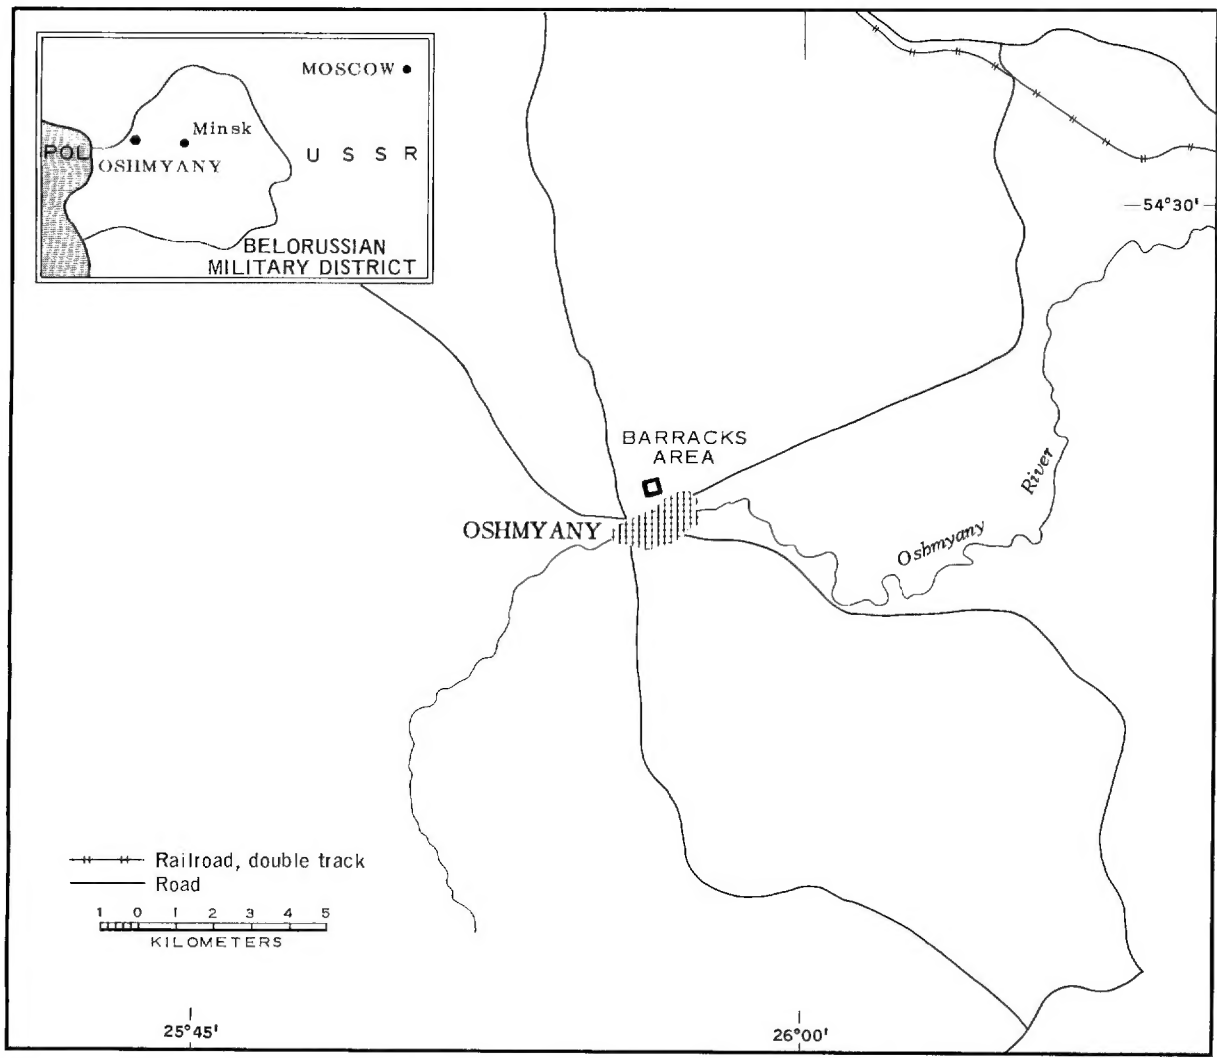 MOSCOW
Minsk
POL
OSHMYANY
U S S R
BELORUSSIAN
MILITARY DISTRICT
54°30'
BARRACKS
AREA
OSHMYANY
River
Oshmyany
Railroad, double track
Road
1 0 1 2 3 4 5
KILOMETERS
25°45'
26°00'